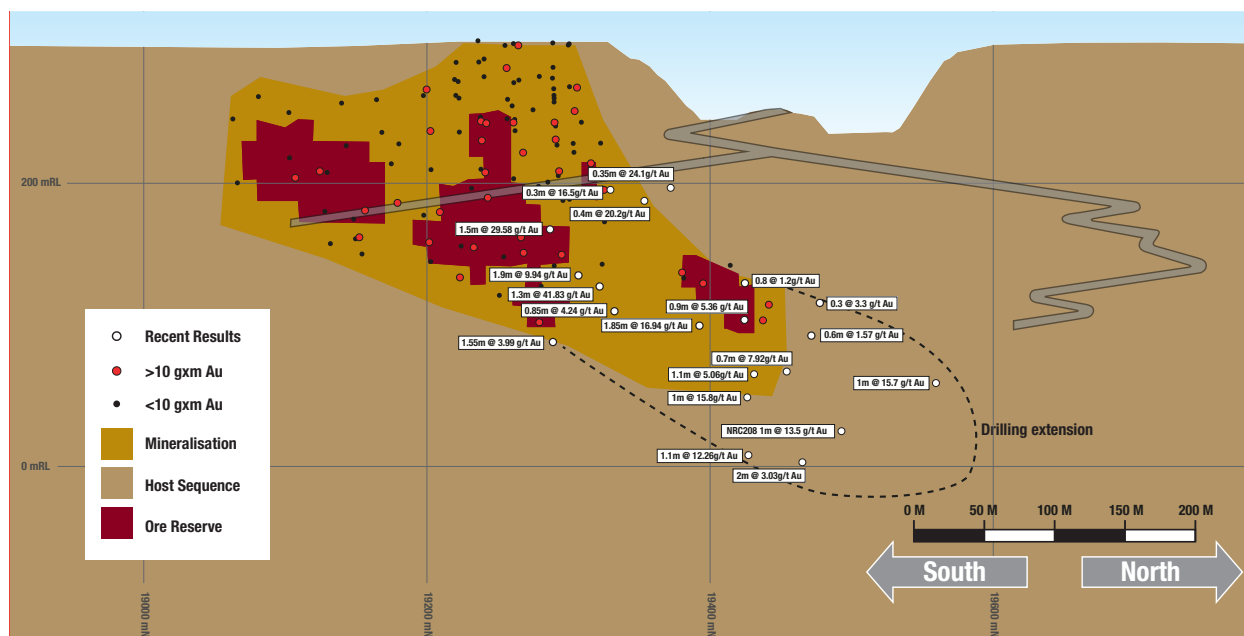 0.35m @ 24.1g/t Au
200 mRL
0.3m @ 16.5g/t Au
0.4m @ 20.2g/t Au
1.5m @ 29.58 g/t Au
1.9m @ 9.94 g/t Au
0.8 @ 1.2g/t Au
1.3m @ 41.83 g/t Au
0.3 @ 3.3 g/t Au
0.85m @ 4.24 g/t Au
0.9m @ 5.36 g/t Au
1.85m @ 16.94 g/t Au
0.6m @ 1.57 g/t Au
1.55m @ 3.99 g/t Au
0.7m @ 7.92g/t Au
1.1m @ 5.06g/t Au
1m @ 15.7 g/t Au
1m @ 15.8g/t Au
NRC208 1m @ 13.5 g/t Au
Drilling extension
1.1m @ 12.26g/t Au
0 mRL
2m @ 3.03g/t Au
Recent Results
>10 gxm Au
<10 gxm Au
Mineralisation
Host Sequence
Ore Reserve
0 M
50 M
100 M
150 M
200 M
South
North
19000 mN
19200 mN
19400 mN
19600 mN